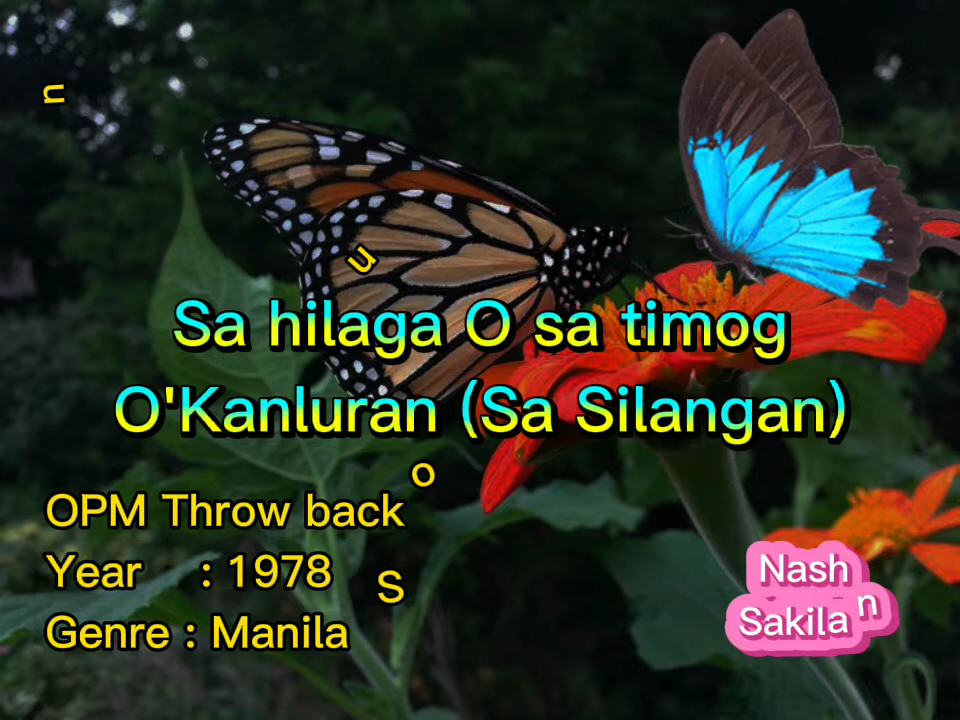 n
u
Sa hilaga O sa timog
O'Kanluran (Sa Silangan)
o
OPM Throw back
Year : 1978
S
Genre : Manila
Nash
Sakila n